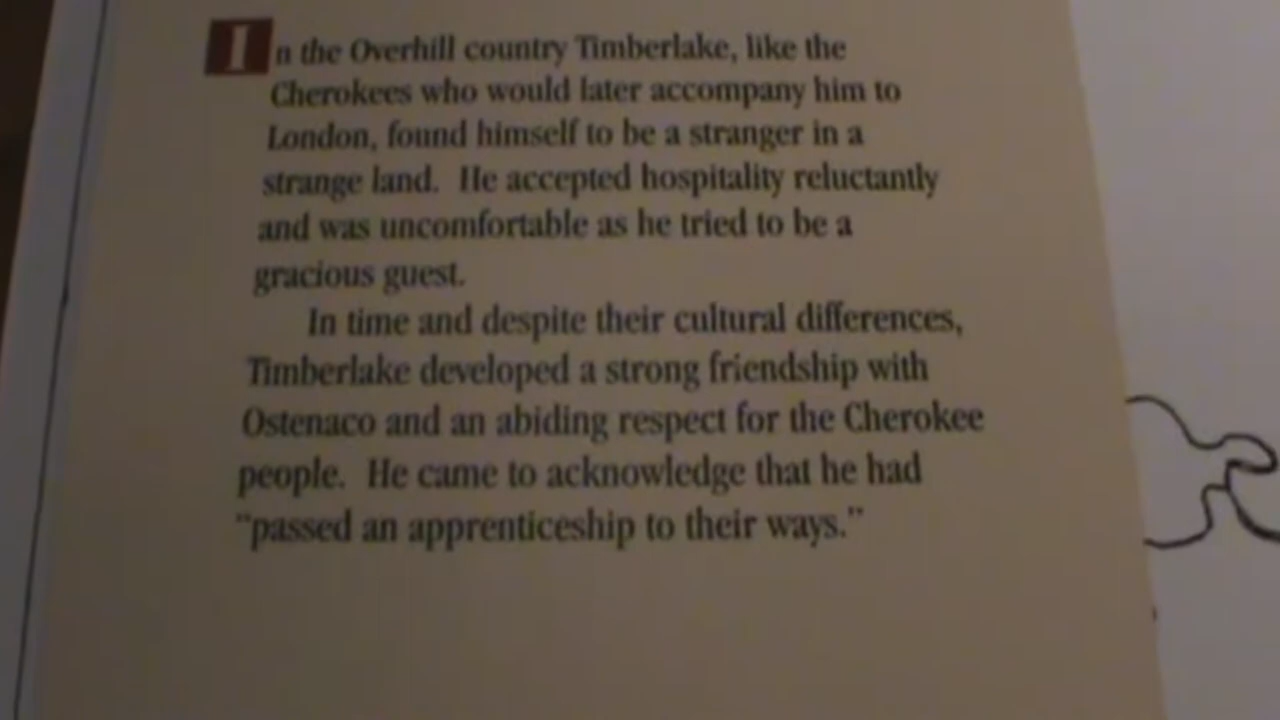 In the Overhill country Timberlake, like the
Cherokees who would later accompany him to
London, found himself to be a stranger in a
strange land. He accepted hospitality reluctantly
and was uncomfortable as he tried to be a
gracious guest.
In time and despite their cultural differences,
Timberlake developed a strong friendship with
Ostenaco and an abiding respect for the Cherokee
people. He came to acknowledge that he had
"passed an apprenticeship to their ways."